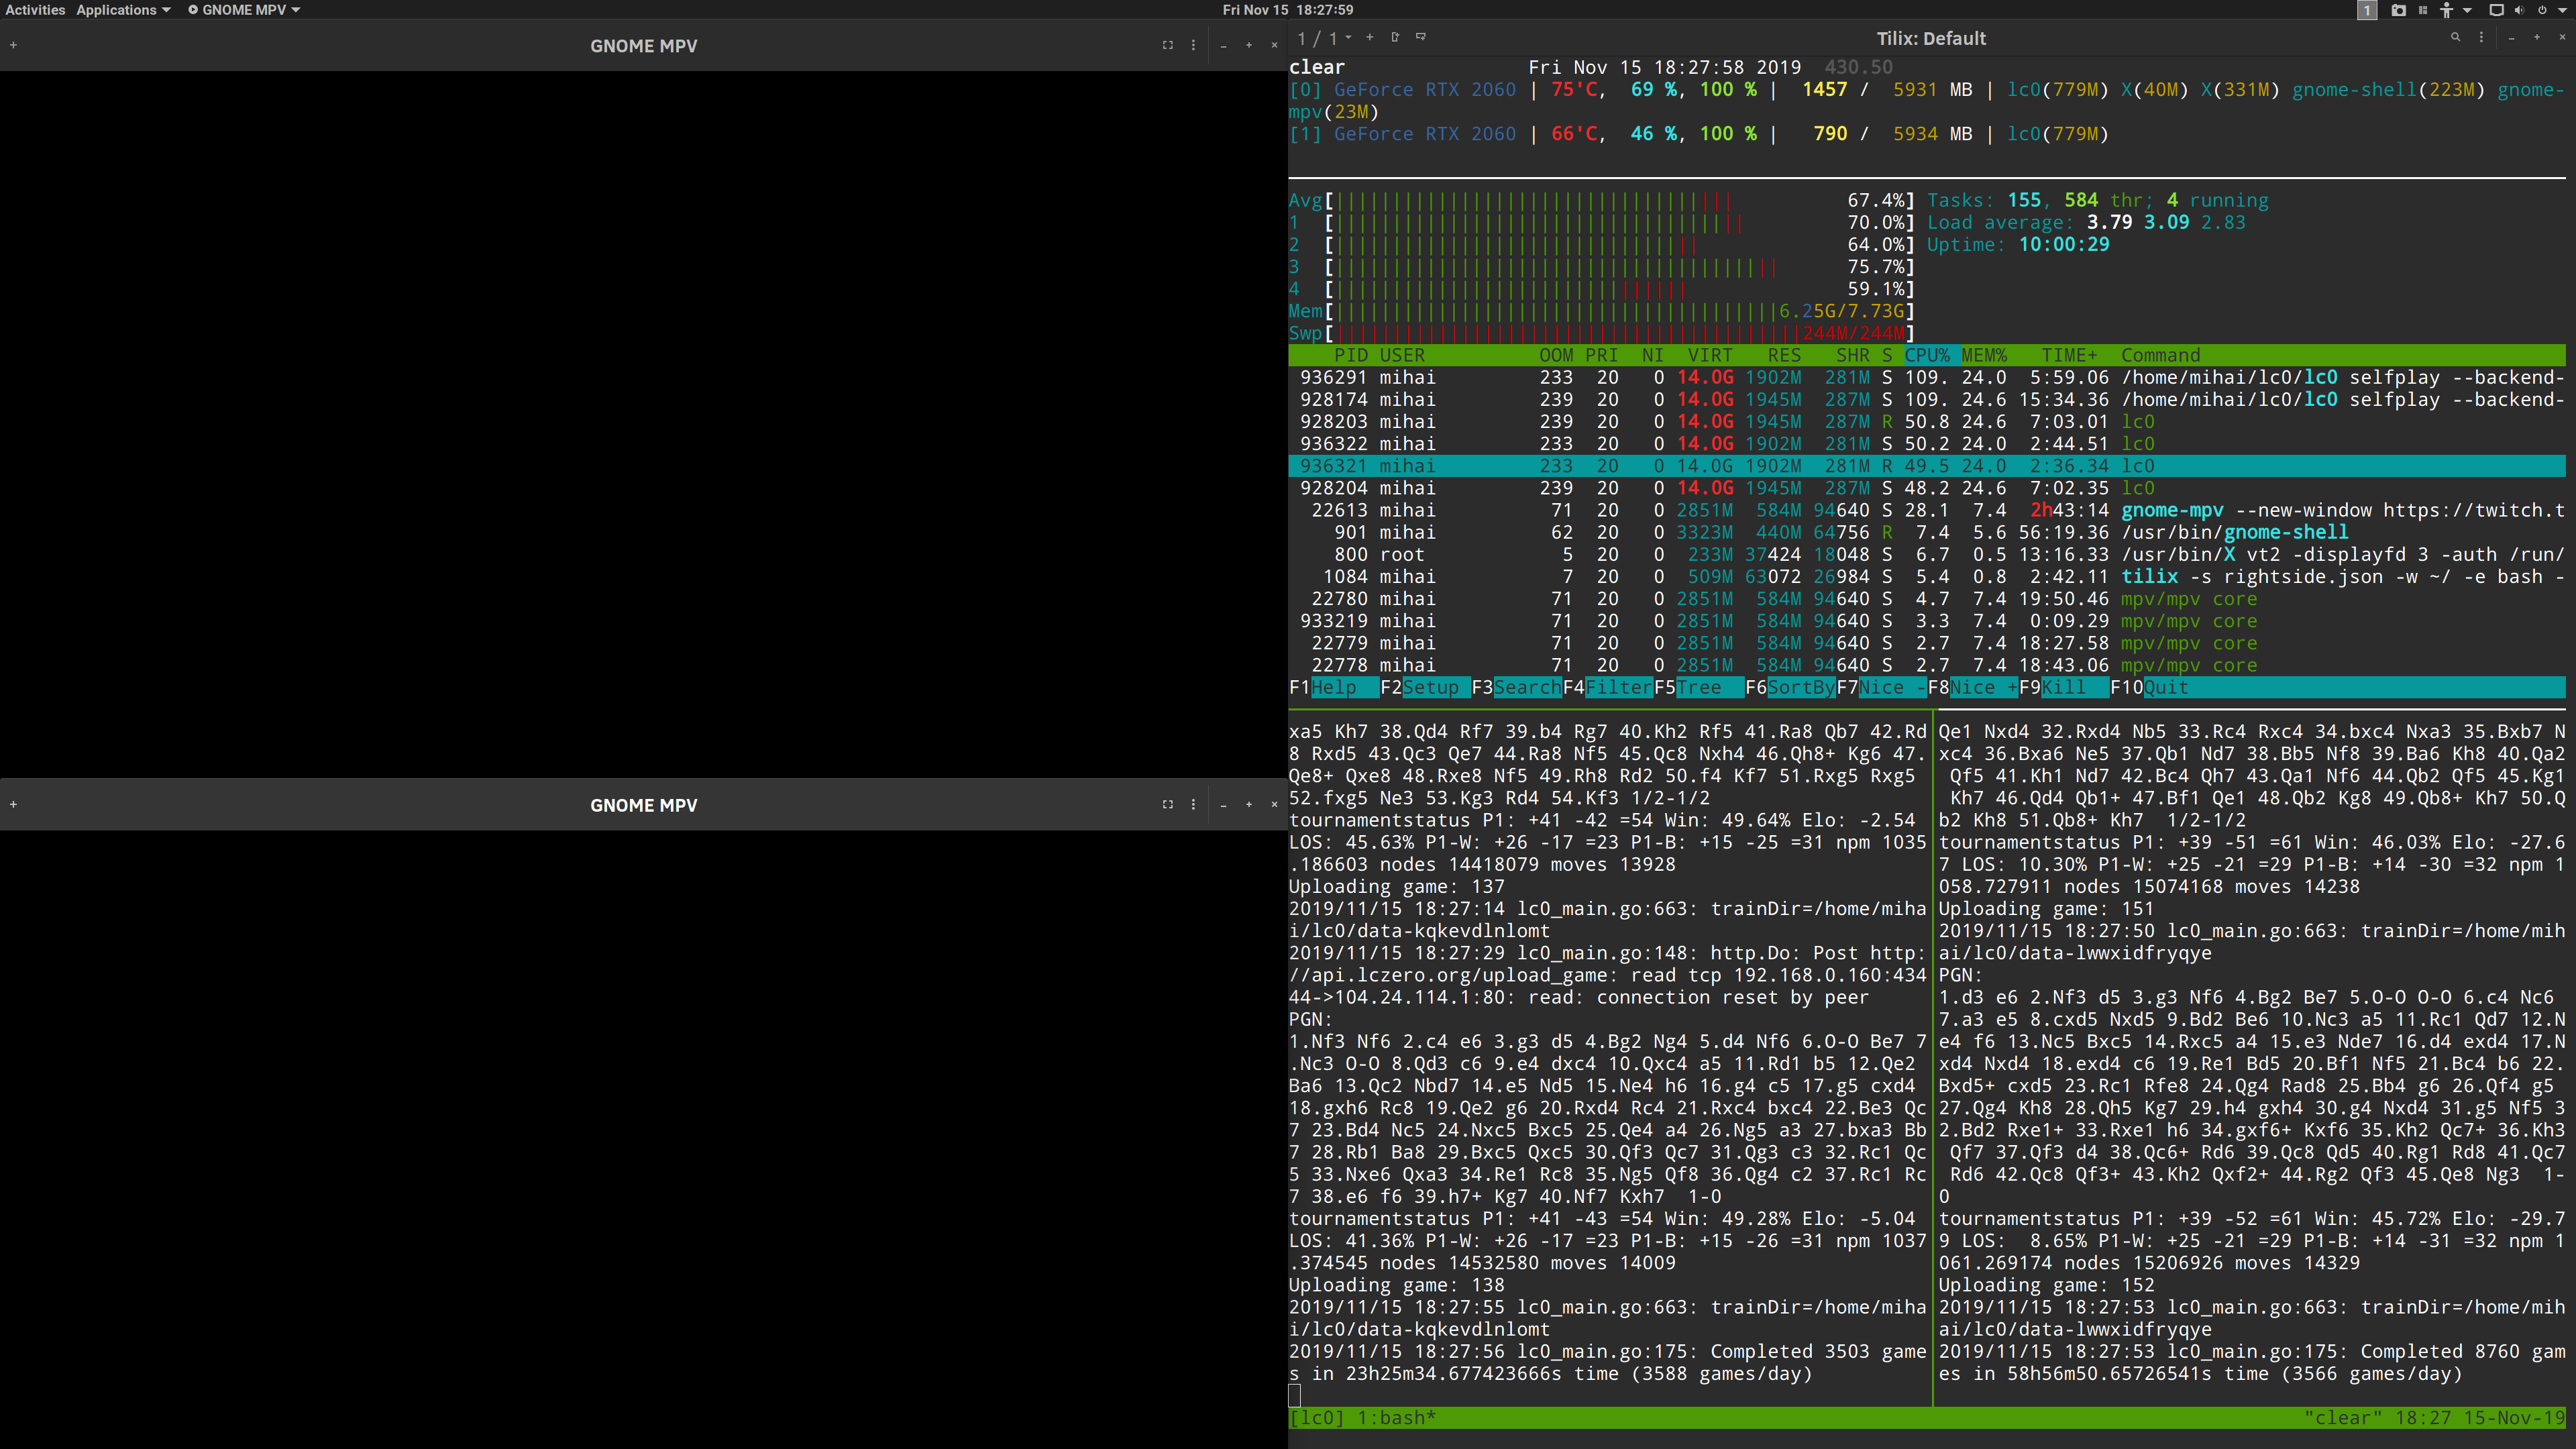 Activities Applications GNOME MPV Fri Nov 15 18:27:59 1
GNOME MPV
GNOME MPV
1 / 1 Tilix: Default
clear Fri Nov 15 18:27:58 2019 430.50
[0] GeForce RTX 2060 | 75'C, 69 %, 100 % | 1457 / 5931 MB | lc0(779M) X(40M) X(331M) gnome-shell(223M) gnome-
mpv(23M)
[1] GeForce RTX 2060 | 66'C, 46 %, 100 % | 790 / 5934 MB | lc0(779M)
Avg[ 67.4%] Tasks: 155, 584 thr; 4 running
1 [ 70.0%] Load average: 3.79 3.09 2.83
2 [ 64.0%] Uptime: 10:00:29
3 [ 75.7%]
4 [ 59.1%]
Mem[ 6.25G/7.73G]
Swp[ 244M/244M]
PID USER OOM PRI NI VIRT RES SHR S CPU% MEM% TIME+ Command
936291 mihai 233 20 0 14.0G 1902M 281M S 109. 24.0 5:59.06 /home/mihai/lc0/lc0 selfplay --backend-
928174 mihai 239 20 0 14.0G 1945M 287M S 109. 24.6 15:34.36 /home/mihai/lc0/lc0 selfplay --backend-
928203 mihai 239 20 0 14.0G 1945M 287M R 50.8 24.6 7:03.01 lc0
936322 mihai 233 20 0 14.0G 1902M 281M S 50.2 24.0 2:44.51 lc0
936321 mihai 233 20 0 14.0G 1902M 281M R 49.5 24.0 2:36.34 lc0
928204 mihai 239 20 0 14.0G 1945M 287M S 48.2 24.6 7:02.35 lc0
22613 mihai 71 20 0 2851M 584M 94640 S 28.1 7.4 2h43:14 gnome-mpv --new-window https://twitch.t
901 mihai 62 20 0 3323M 440M 64756 R 7.4 5.6 56:19.36 /usr/bin/gnome-shell
800 root 5 20 0 233M 37424 18048 S 6.7 0.5 13:16.33 /usr/bin/X vt2 -displayfd 3 -auth /run/
1084 mihai 7 20 0 509M 63072 26984 S 5.4 0.8 2:42.11 tilix -s rightside.json -w ~/ -e bash -
22780 mihai 71 20 0 2851M 584M 94640 S 4.7 7.4 19:50.46 mpv/mpv core
933219 mihai 71 20 0 2851M 584M 94640 S 3.3 7.4 0:09.29 mpv/mpv core
22779 mihai 71 20 0 2851M 584M 94640 S 2.7 7.4 18:27.58 mpv/mpv core
22778 mihai 71 20 0 2851M 584M 94640 S 2.7 7.4 18:43.06 mpv/mpv core
F1Help F2Setup F3SearchF4FilterF5Tree F6SortByF7Nice -F8Nice +F9Kill F10Quit
xa5 Kh7 38.Qd4 Rf7 39.b4 Rg7 40.Kh2 Rf5 41.Ra8 Qb7 42.Rd
8 Rxd5 43.Qc3 Qe7 44.Ra8 Nf5 45.Qc8 Nxh4 46.Qh8+ Kg6 47.
Qe8+ Qxe8 48.Rxe8 Nf5 49.Rh8 Rd2 50.f4 Kf7 51.Rxg5 Rxg5
52.fxg5 Ne3 53.Kg3 Rd4 54.Kf3 1/2-1/2
tournamentstatus P1: +41 -42 =54 Win: 49.64% Elo: -2.54
LOS: 45.63% P1-W: +26 -17 =23 P1-B: +15 -25 =31 npm 1035
.186603 nodes 14418079 moves 13928
Uploading game: 137
2019/11/15 18:27:14 lc0_main.go:663: trainDir=/home/miha
i/lc0/data-kqkevdlnlomt
2019/11/15 18:27:29 lc0_main.go:148: http.Do: Post http:
//api.lczero.org/upload_game: read tcp 192.168.0.160:434
44->104.24.114.1:80: read: connection reset by peer
PGN:
1.Nf3 Nf6 2.c4 e6 3.g3 d5 4.Bg2 Ng4 5.d4 Nf6 6.O-O Be7 7
.Nc3 O-O 8.Qd3 c6 9.e4 dxc4 10.Qxc4 a5 11.Rd1 b5 12.Qe2
Ba6 13.Qc2 Nbd7 14.e5 Nd5 15.Ne4 h6 16.g4 c5 17.g5 cxd4
18.gxh6 Rc8 19.Qe2 g6 20.Rxd4 Rc4 21.Rxc4 bxc4 22.Be3 Qc
7 23.Bd4 Nc5 24.Nxc5 Bxc5 25.Qe4 a4 26.Ng5 a3 27.bxa3 Bb
7 28.Rb1 Ba8 29.Bxc5 Qxc5 30.Qf3 Qc7 31.Qg3 c3 32.Rc1 Qc
5 33.Nxe6 Qxa3 34.Re1 Rc8 35.Ng5 Qf8 36.Qg4 c2 37.Rc1 Rc
7 38.e6 f6 39.h7+ Kg7 40.Nf7 Kxh7 1-0
tournamentstatus P1: +41 -43 =54 Win: 49.28% Elo: -5.04
LOS: 41.36% P1-W: +26 -17 =23 P1-B: +15 -26 =31 npm 1037
.374545 nodes 14532580 moves 14009
Uploading game: 138
2019/11/15 18:27:55 lc0_main.go:663: trainDir=/home/miha
i/lc0/data-kqkevdlnlomt
2019/11/15 18:27:56 lc0_main.go:175: Completed 3503 game
s in 23h25m34.677423666s time (3588 games/day)
Qe1 Nxd4 32.Rxd4 Nb5 33.Rc4 Rxc4 34.bxc4 Nxa3 35.Bxb7 N
xc4 36.Bxa6 Ne5 37.Qb1 Nd7 38.Bb5 Nf8 39.Ba6 Kh8 40.Qa2
Qf5 41.Kh1 Nd7 42.Bc4 Qh7 43.Qa1 Nf6 44.Qb2 Qf5 45.Kg1
Kh7 46.Qd4 Qb1+ 47.Bf1 Qe1 48.Qb2 Kg8 49.Qb8+ Kh7 50.Q
b2 Kh8 51.Qb8+ Kh7 1/2-1/2
tournamentstatus P1: +39 -51 =61 Win: 46.03% Elo: -27.6
7 LOS: 10.30% P1-W: +25 -21 =29 P1-B: +14 -30 =32 npm 1
058.727911 nodes 15074168 moves 14238
Uploading game: 151
2019/11/15 18:27:50 lc0_main.go:663: trainDir=/home/mih
ai/lc0/data-lwwxidfryqye
PGN:
1.d3 e6 2.Nf3 d5 3.g3 Nf6 4.Bg2 Be7 5.O-O O-O 6.c4 Nc6
7.a3 e5 8.cxd5 Nxd5 9.Bd2 Be6 10.Nc3 a5 11.Rc1 Qd7 12.N
e4 f6 13.Nc5 Bxc5 14.Rxc5 a4 15.e3 Nde7 16.d4 exd4 17.N
xd4 Nxd4 18.exd4 c6 19.Re1 Bd5 20.Bf1 Nf5 21.Bc4 b6 22.
Bxd5+ cxd5 23.Rc1 Rfe8 24.Qg4 Rad8 25.Bb4 g6 26.Qf4 g5
27.Qg4 Kh8 28.Qh5 Kg7 29.h4 gxh4 30.g4 Nxd4 31.g5 Nf5 3
2.Bd2 Rxe1+ 33.Rxe1 h6 34.gxf6+ Kxf6 35.Kh2 Qc7+ 36.Kh3
Qf7 37.Qf3 d4 38.Qc6+ Rd6 39.Qc8 Qd5 40.Rg1 Rd8 41.Qc7
Rd6 42.Qc8 Qf3+ 43.Kh2 Qxf2+ 44.Rg2 Qf3 45.Qe8 Ng3 1-
0
tournamentstatus P1: +39 -52 =61 Win: 45.72% Elo: -29.7
9 LOS: 8.65% P1-W: +25 -21 =29 P1-B: +14 -31 =32 npm 1
061.269174 nodes 15206926 moves 14329
Uploading game: 152
2019/11/15 18:27:53 lc0_main.go:663: trainDir=/home/mih
ai/lc0/data-lwwxidfryqye
2019/11/15 18:27:53 lc0_main.go:175: Completed 8760 gam
es in 58h56m50.65726541s time (3566 games/day)
[lc0] 1:bash* "clear" 18:27 15-Nov-19